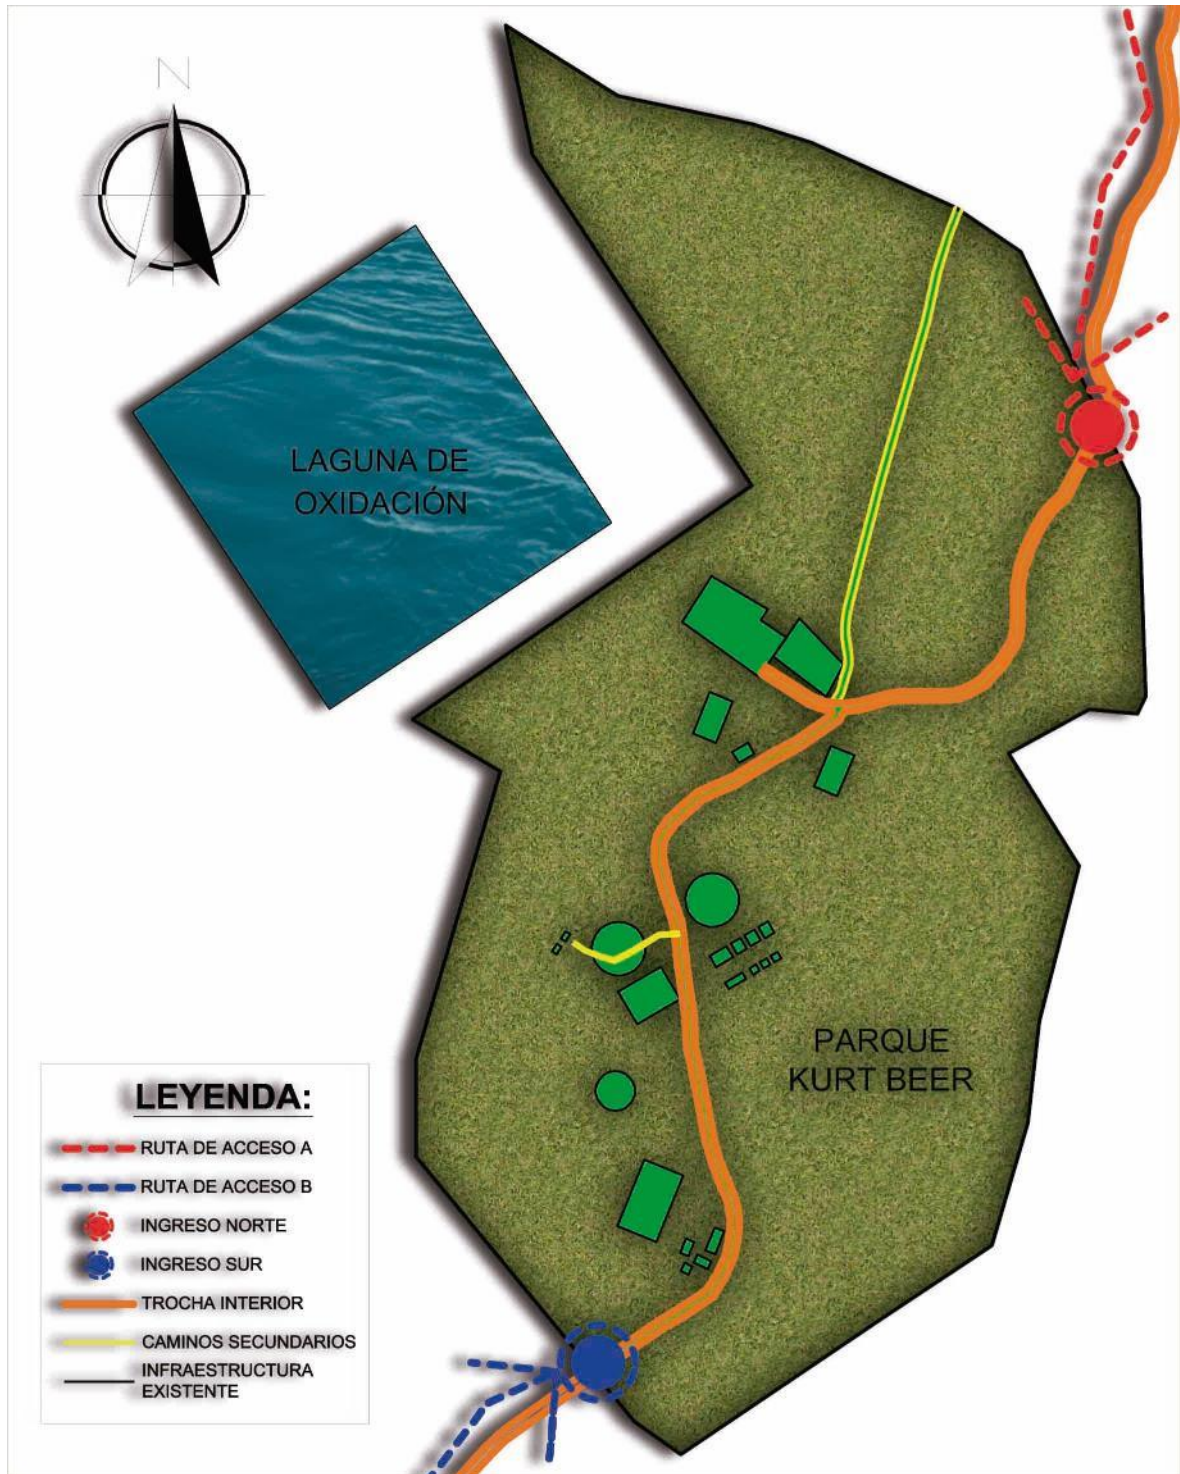 N
LAGUNA DE
OXIDACIÓN
PARQUE
KURT BEER
LEYENDA:
RUTA DE ACCESO A
RUTA DE ACCESO B
INGRESO NORTE
INGRESO SUR
TROCHA INTERIOR
CAMINOS SECUNDARIOS
INFRAESTRUCTURA
EXISTENTE